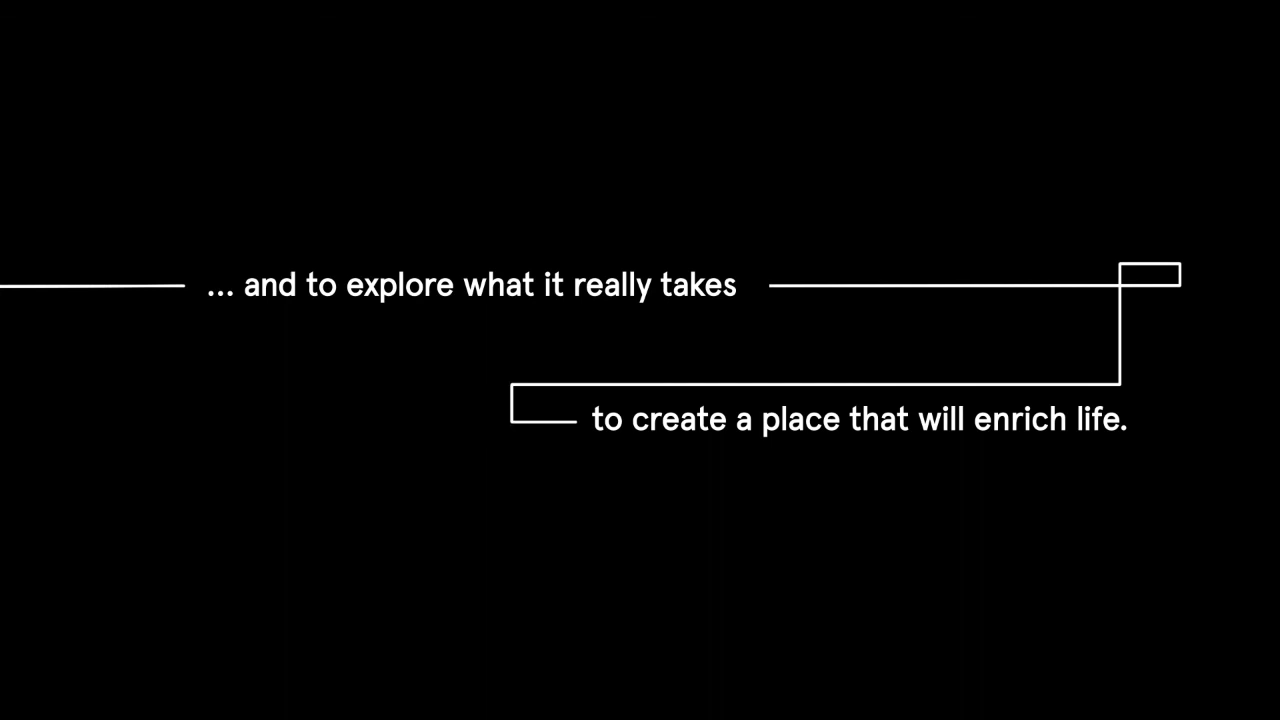 ... and to explore what it really takes
to create a place that will enrich life.